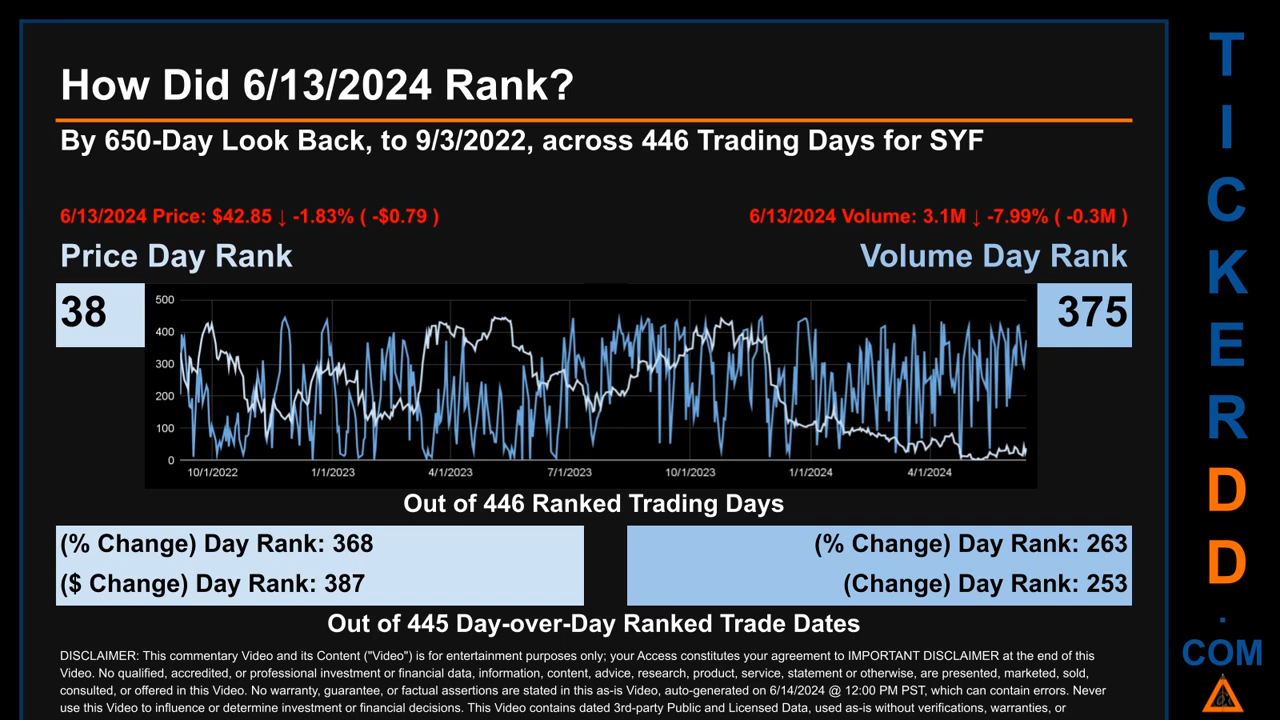 How Did 6/13/2024 Rank?
By 650-Day Look Back, to 9/3/2022, across 446 Trading Days for SYF
6/13/2024 Price: $42.85 ↓ -1.83% ( -$0.79 )
6/13/2024 Volume: 3.1M ↓ -7.99% ( -0.3M )
Price Day Rank
Volume Day Rank
38
375
500
400
300
200
100
0
10/1/2022
1/1/2023
4/1/2023
7/1/2023
10/1/2023
1/1/2024
4/1/2024
Out of 446 Ranked Trading Days
(% Change) Day Rank: 368
($ Change) Day Rank: 387
(% Change) Day Rank: 263
(Change) Day Rank: 253
Out of 445 Day-over-Day Ranked Trade Dates
DISCLAIMER: This commentary Video and its Content ("Video") is for entertainment purposes only; your Access constitutes your agreement to IMPORTANT DISCLAIMER at the end of this
Video. No qualified, accredited, or professional investment or financial data, information, content, advice, research, product, service, statement or otherwise, are presented, marketed, sold,
consulted, or offered in this Video. No warranty, guarantee, or factual assertions are stated in this as-is Video, auto-generated on 6/14/2024 @ 12:00 PM PST, which can contain errors. Never
use this Video to influence or determine investment or financial decisions. This Video contains dated 3rd-party Public and Licensed Data, used as-is without verifications, warranties, or
T
I
C
K
E
R
D
D
.
COM